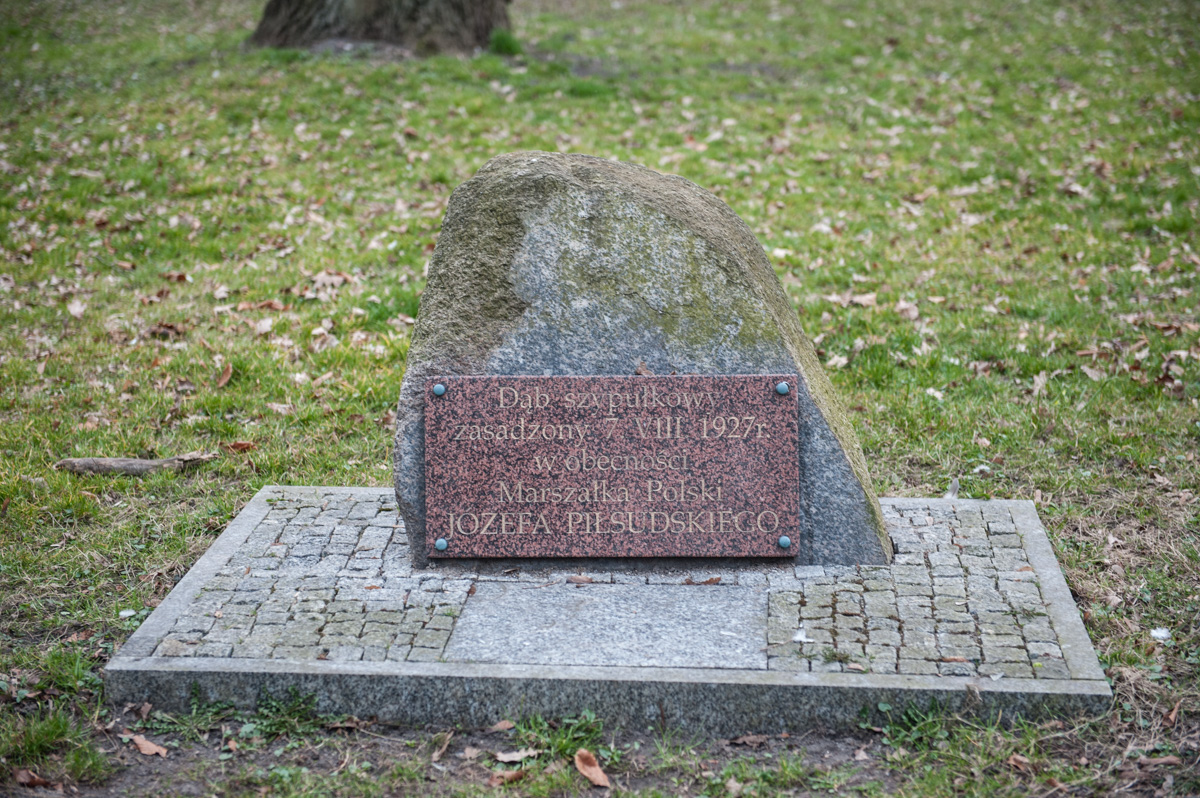 Dąb szypułkowy
zasadzony 7 VIII 1927r.
w obecności
Marszałka Polski
JÓZEFA PIŁSUDSKIEGO